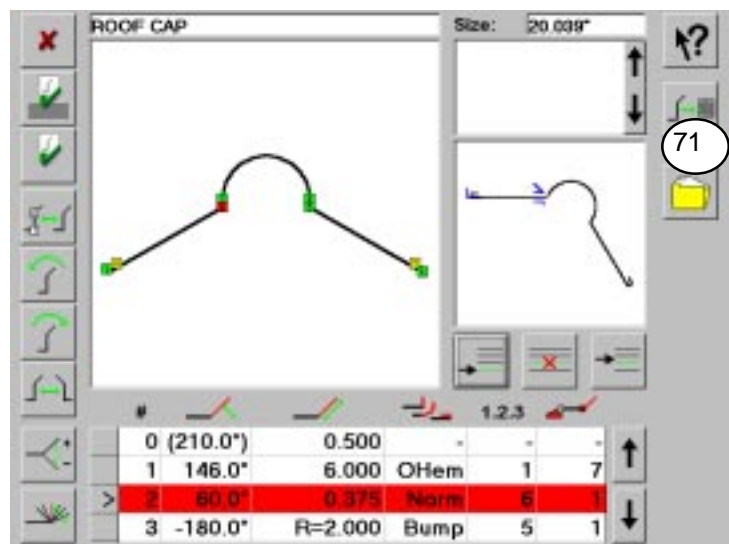 ROOF CAP Size: 20.039"
?
71
# 1.2.3
0 (210.0°) 0.500 - - -
1 146.0° 6.000 OHem 1 7
> 2 60.0° 0.375 Norm 6 1
3 -180.0° R=2.000 Bump 5 1